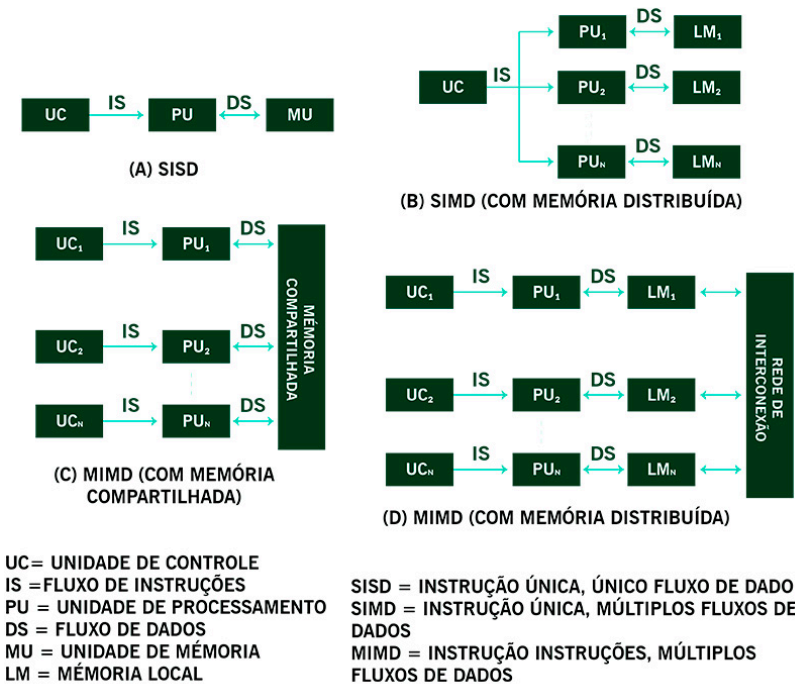 UC IS PU DS MU
(A) SISD
PU₁ DS LM₁
UC IS PU₂ DS LM₂
PUₙ DS LMₙ
(B) SIMD (COM MEMÓRIA DISTRIBUÍDA)
UC₁ IS PU₁ DS
UC₂ IS PU₂ DS
UCₙ IS PUₙ DS
MÉMORIA
COMPARTILHADA
(C) MIMD (COM MEMÓRIA
COMPARTILHADA)
UC₁ IS PU₁ DS LM₁
UC₂ IS PU₂ DS LM₂
UCₙ IS PUₙ DS LMₙ
REDE DE
INTERCONEXÃO
(D) MIMD (COM MEMÓRIA DISTRIBUÍDA)
UC= UNIDADE DE CONTROLE
IS =FLUXO DE INSTRUÇÕES
PU = UNIDADE DE PROCESSAMENTO
DS = FLUXO DE DADOS
MU = UNIDADE DE MÉMORIA
LM = MÉMORIA LOCAL
SISD = INSTRUÇÃO ÚNICA, ÚNICO FLUXO DE DADO
SIMD = INSTRUÇÃO ÚNICA, MÚLTIPLOS FLUXOS DE
DADOS
MIMD = INSTRUÇÃO INSTRUÇÕES, MÚLTIPLOS
FLUXOS DE DADOS